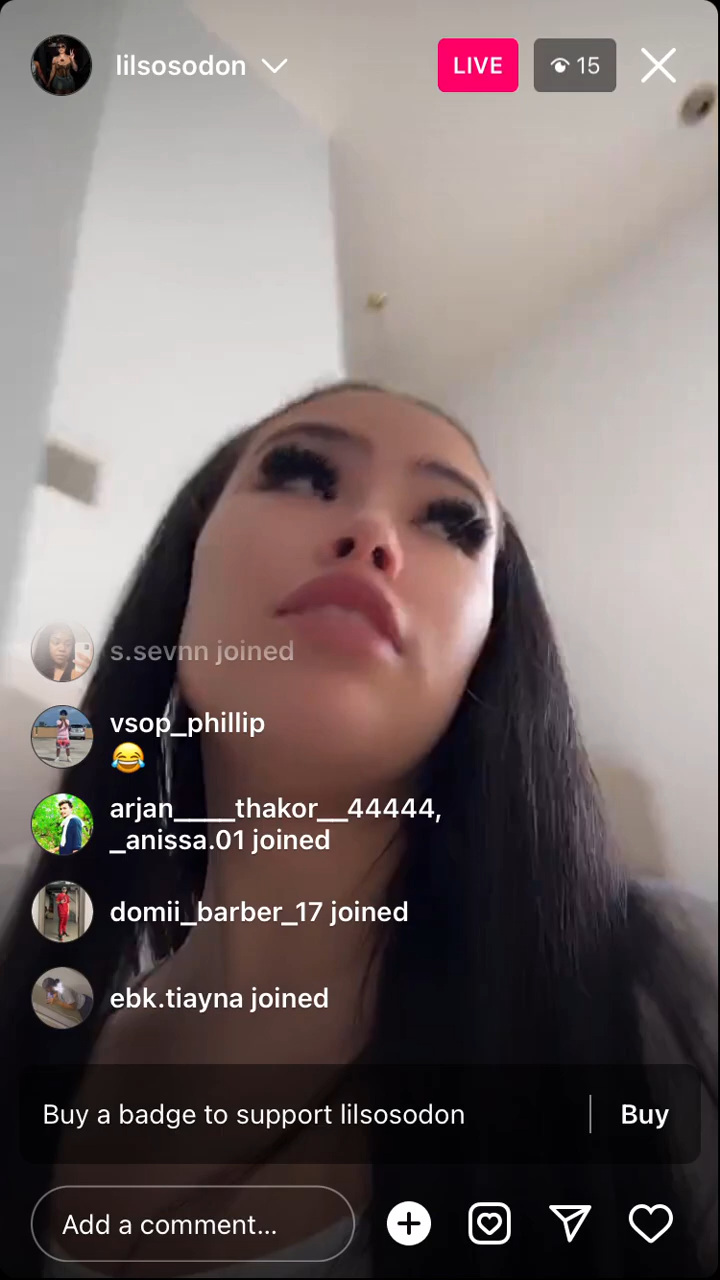 lilsosodon
LIVE
15
s.sevnn joined
vsop_phillip
😂
arjan____thakor__44444,
_anissa.01 joined
domii_barber_17 joined
ebk.tiayna joined
Buy a badge to support lilsosodon
Buy
Add a comment...